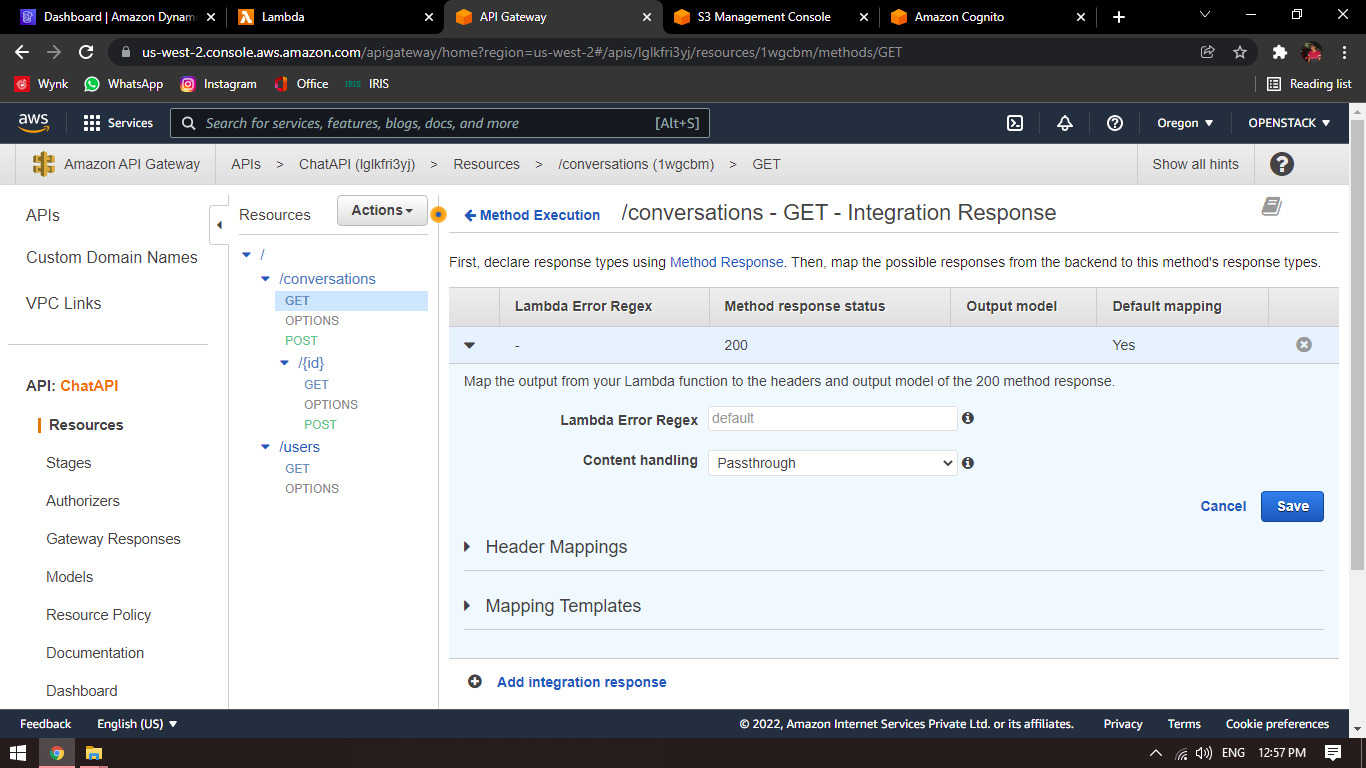 Dashboard | Amazon Dynam
Lambda
API Gateway
S3 Management Console
Amazon Cognito
us-west-2.console.aws.amazon.com/apigateway/home?region=us-west-2#/apis/lglkfri3yj/resources/1wgcbm/methods/GET
Wynk
WhatsApp
Instagram
Office
IRIS IRIS
Reading list
aws
Services
Search for services, features, blogs, docs, and more [Alt+S]
Oregon
OPENSTACK
Amazon API Gateway
APIs > ChatAPI (lglkfri3yj) > Resources > /conversations (1wgcbm) > GET
Show all hints
APIs
Custom Domain Names
VPC Links
API: ChatAPI
Resources
Stages
Authorizers
Gateway Responses
Models
Resource Policy
Documentation
Dashboard
Resources
Actions
/
/conversations
GET
OPTIONS
POST
/{id}
GET
OPTIONS
POST
/users
GET
OPTIONS
Method Execution /conversations - GET - Integration Response
First, declare response types using Method Response. Then, map the possible responses from the backend to this method's response types.
Lambda Error Regex Method response status Output model Default mapping
- 200 Yes
Map the output from your Lambda function to the headers and output model of the 200 method response.
Lambda Error Regex default
Content handling Passthrough
Cancel Save
Header Mappings
Mapping Templates
Add integration response
Feedback English (US)
© 2022, Amazon Internet Services Private Ltd. or its affiliates. Privacy Terms Cookie preferences
ENG 12:57 PM